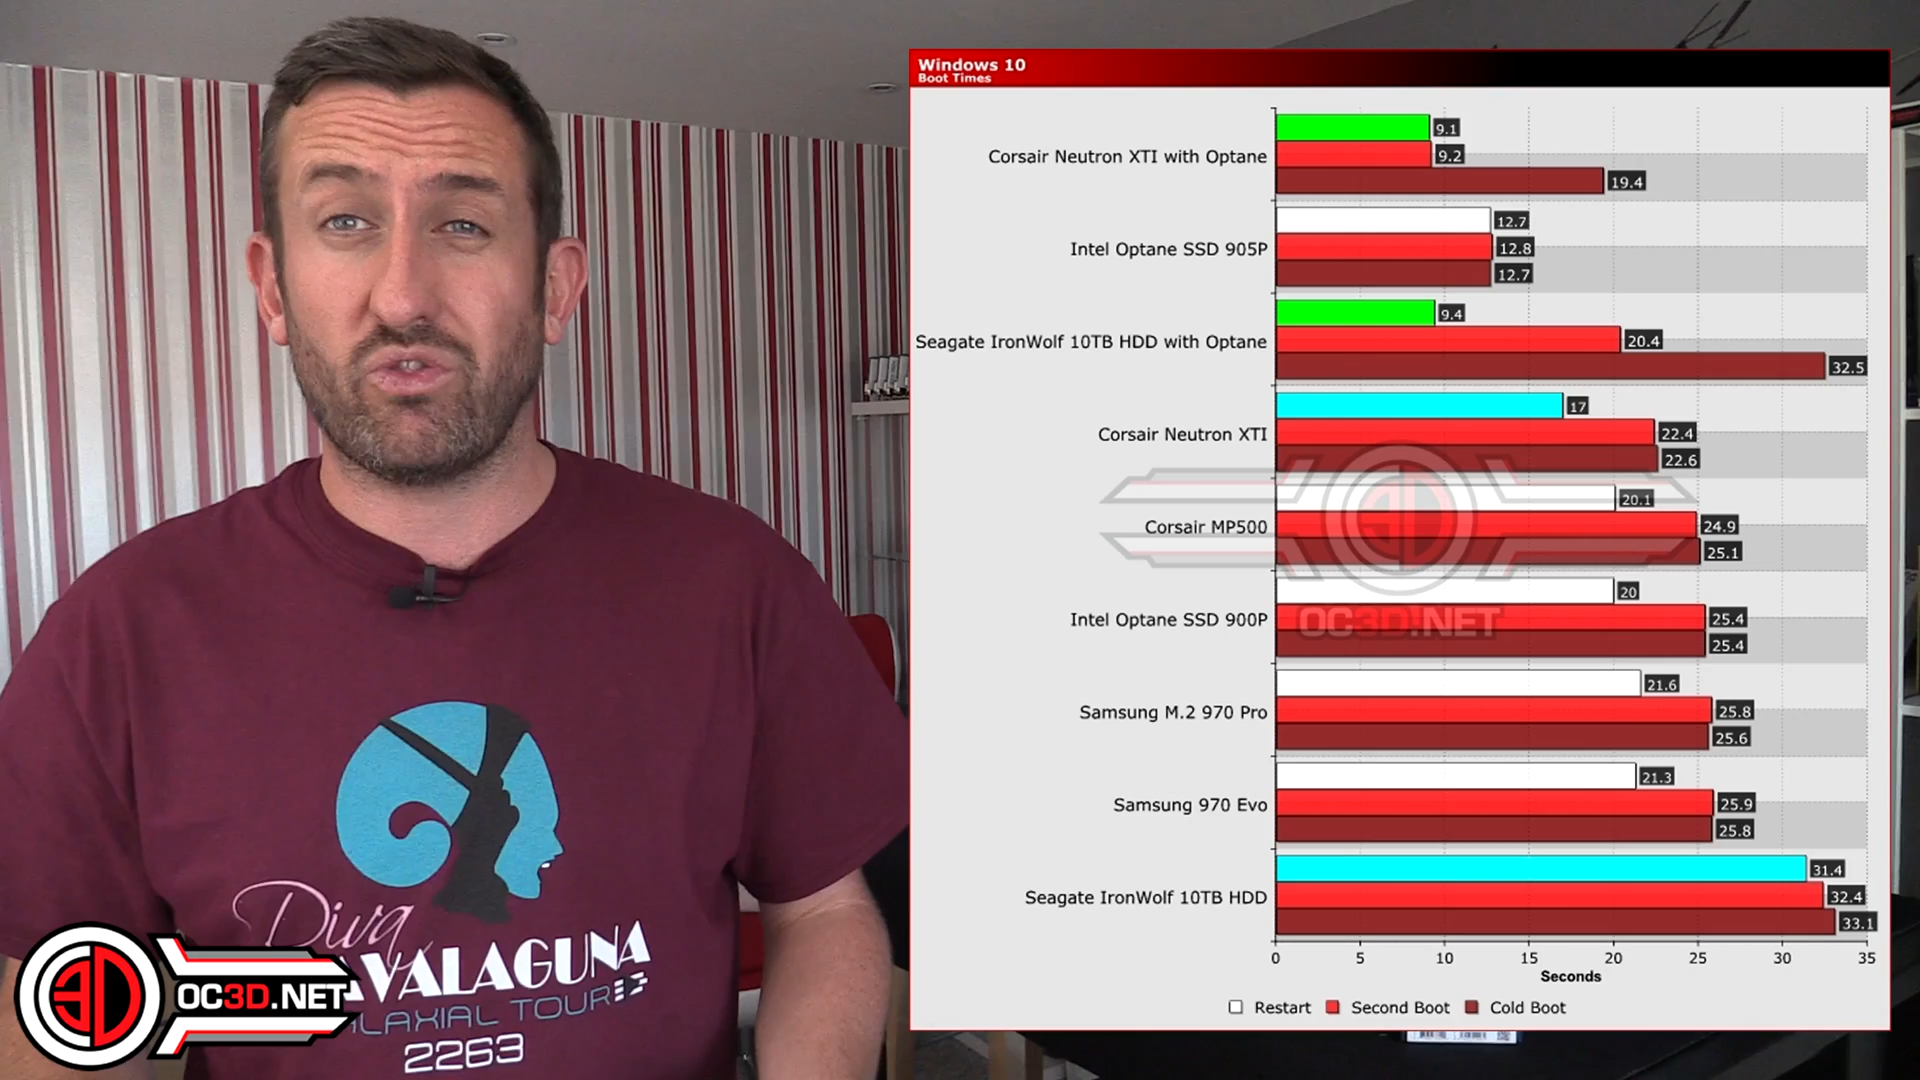 Windows 10
Boot Times
Corsair Neutron XTI with Optane
9.1
9.2
19.4
Intel Optane SSD 905P
12.7
12.8
12.7
Seagate IronWolf 10TB HDD with Optane
9.4
20.4
32.5
Corsair Neutron XTI
17
22.4
22.6
Corsair MP500
20.1
24.9
25.1
Intel Optane SSD 900P
20
25.4
25.4
OC3D.NET
Samsung M.2 970 Pro
21.6
25.8
25.6
Samsung 970 Evo
21.3
25.9
25.8
Seagate IronWolf 10TB HDD
31.4
32.4
33.1
0 5 10 15 20 25 30 35
Seconds
Restart Second Boot Cold Boot
Diva
AVALAGUNA
ALAXIAL TOUR
2263
3D OC3D.NET